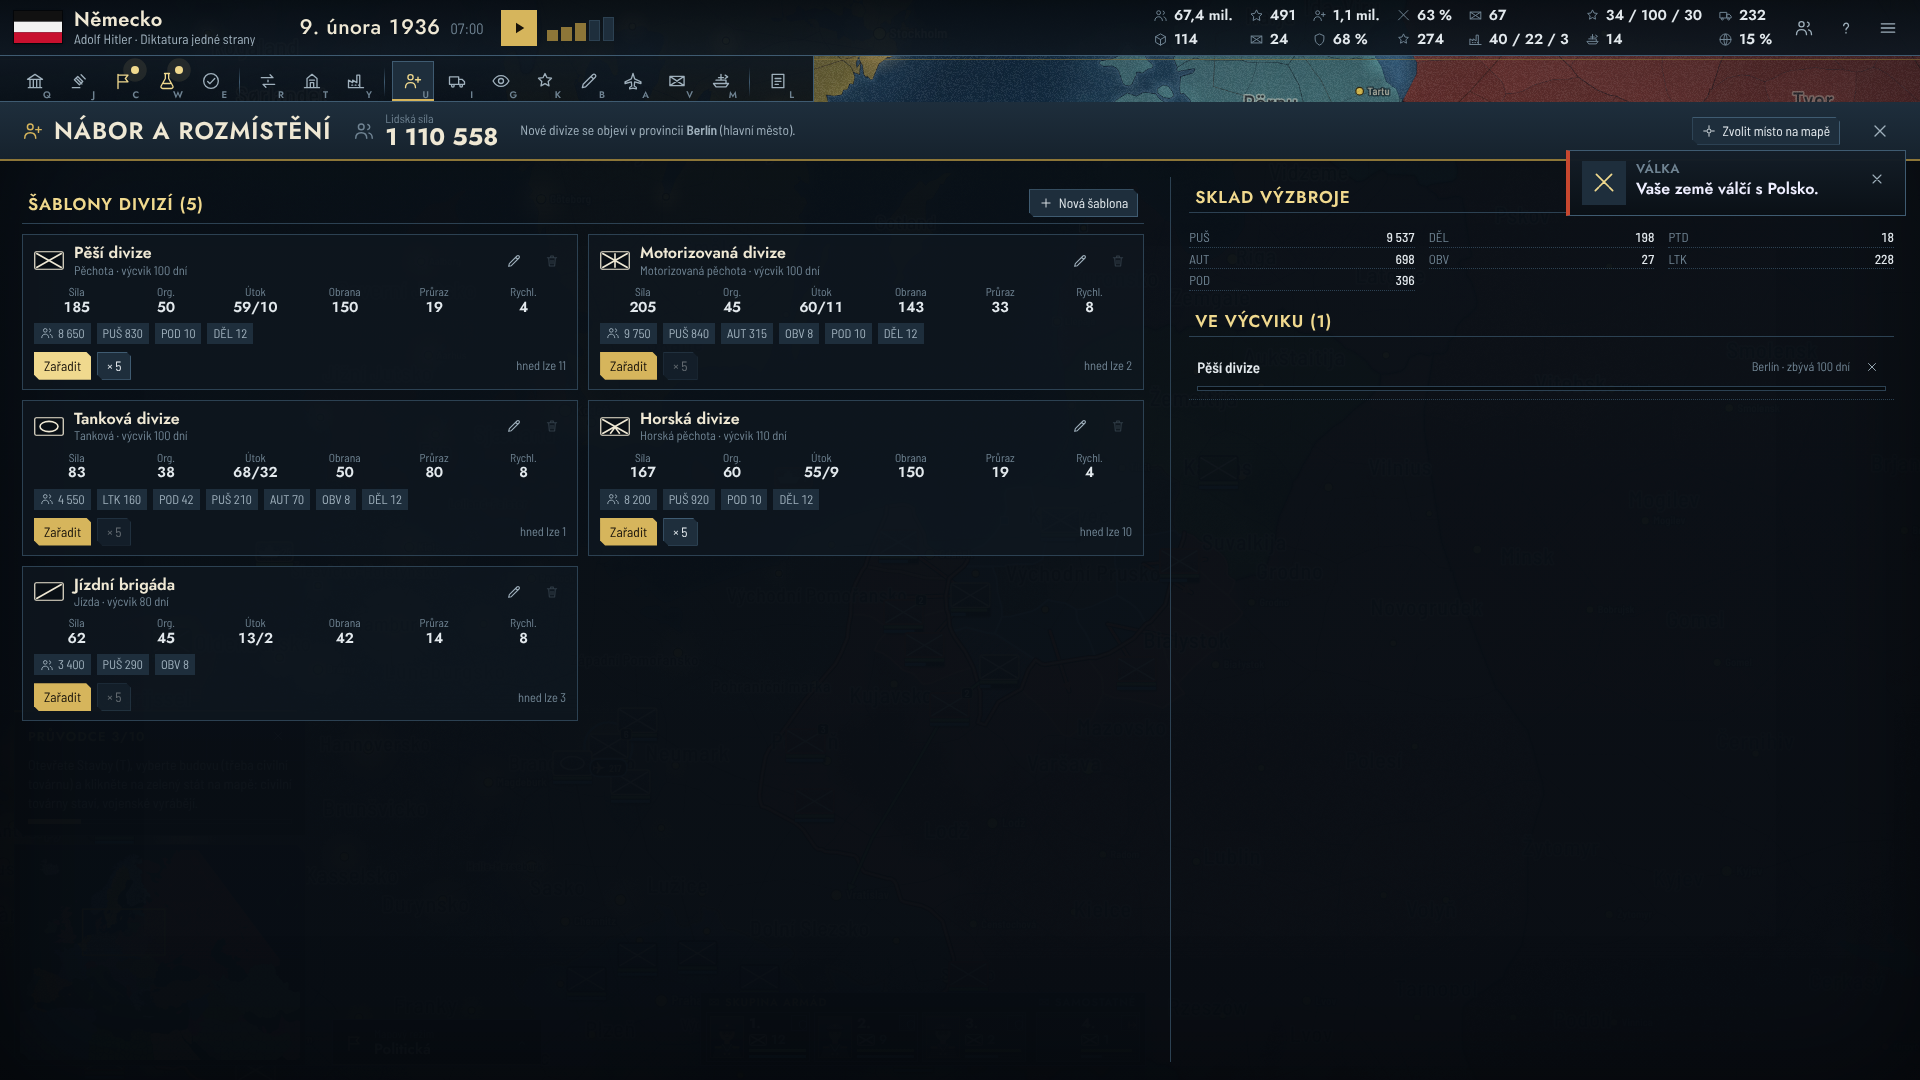 Německo
Adolf Hitler · Diktatura jedné strany
9. února 1936 07:00
67,4 mil. 491 1,1 mil. 63 % 67 34 / 100 / 30 232
114 24 68 % 274 40 / 22 / 3 14 15 %
?
Q J C W E R T Y U I G K B A V M L
Tartu
NÁBOR A ROZMÍSTĚNÍ
Lidská síla
1 110 558
Nové divize se objeví v provincii Berlín (hlavní město).
Zvolit místo na mapě
VÁLKA
Vaše země válčí s Polsko.
ŠABLONY DIVIZÍ (5)
Nová šablona
Pěší divize
Pěchota · výcvik 100 dní
Síla Org. Útok Obrana Průraz Rychl.
185 50 59/10 150 19 4
8 650 PUŠ 830 POD 10 DĚL 12
Zařadit × 5 hned lze 11
Motorizovaná divize
Motorizovaná pěchota · výcvik 100 dní
Síla Org. Útok Obrana Průraz Rychl.
205 45 60/11 143 33 8
9 750 PUŠ 840 AUT 315 OBV 8 POD 10 DĚL 12
Zařadit × 5 hned lze 2
Tanková divize
Tanková · výcvik 100 dní
Síla Org. Útok Obrana Průraz Rychl.
83 38 68/32 50 80 8
4 550 LTK 160 POD 42 PUŠ 210 AUT 70 OBV 8 DĚL 12
Zařadit × 5 hned lze 1
Horská divize
Horská pěchota · výcvik 110 dní
Síla Org. Útok Obrana Průraz Rychl.
167 60 55/9 150 19 4
8 200 PUŠ 920 POD 10 DĚL 12
Zařadit × 5 hned lze 10
Jízdní brigáda
Jízda · výcvik 80 dní
Síla Org. Útok Obrana Průraz Rychl.
62 45 13/2 42 14 8
3 400 PUŠ 290 OBV 8
Zařadit × 5 hned lze 3
SKLAD VÝZBROJE
PUŠ 9 537 DĚL 198 PTD 18
AUT 698 OBV 27 LTK 228
POD 396
VE VÝCVIKU (1)
Pěší divize Berlín · zbývá 100 dní